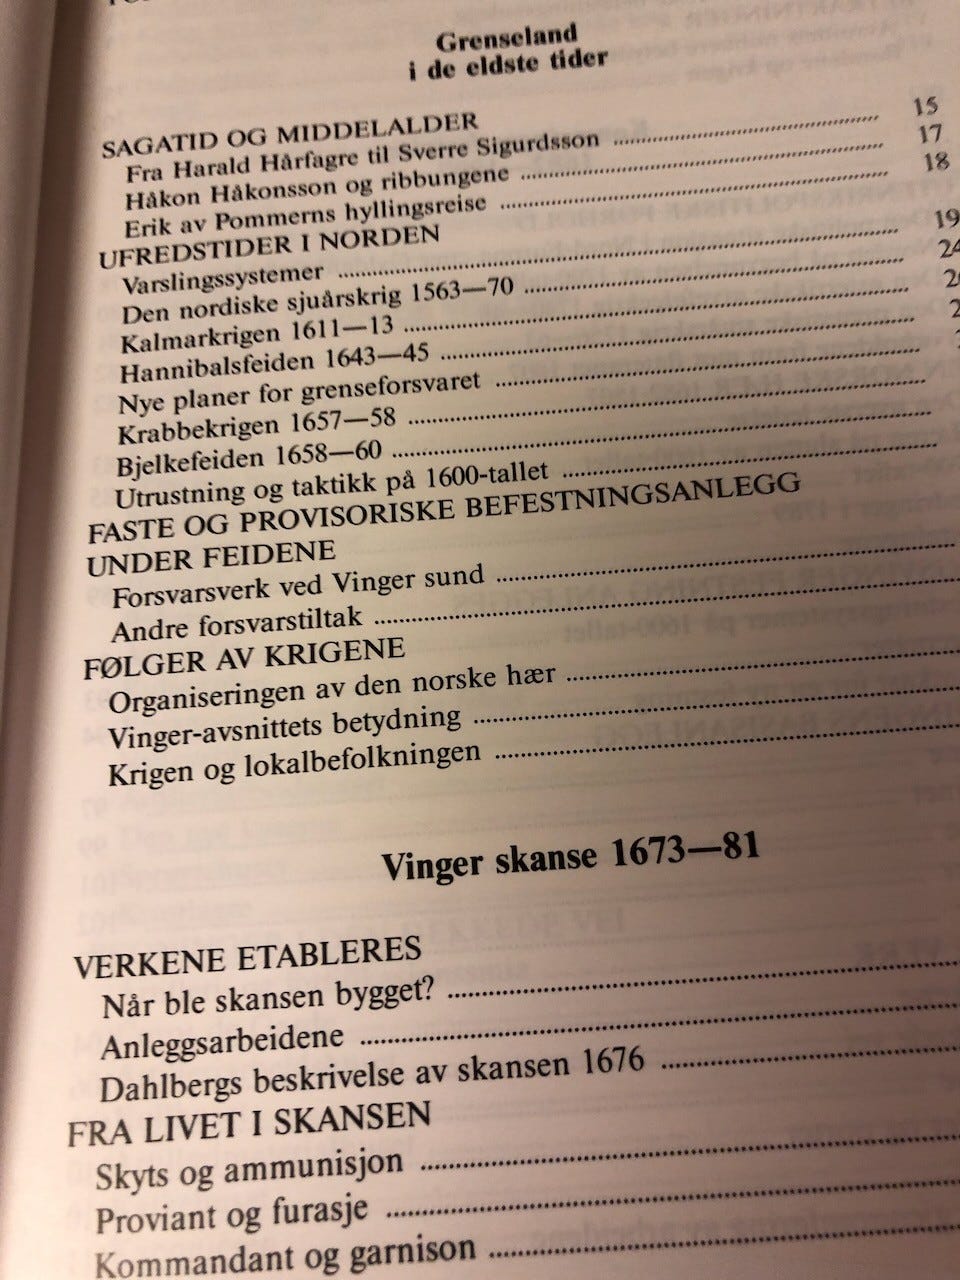 Grenseland
i de eldste tider
SAGATID OG MIDDELALDER
Fra Harald Hårfagre til Sverre Sigurdsson ........ 15
Håkon Håkonsson og ribbungene ........ 17
Erik av Pommerns hyllingsreise ........ 18
UFREDSTIDER I NORDEN
Varslingssystemer ........ 19
Den nordiske sjuårskrig 1563—70 ........ 24
Kalmarkrigen 1611—13 ........
Hannibalsfeiden 1643—45 ........
Nye planer for grenseforsvaret ........
Krabbekrigen 1657—58 ........
Bjelkefeiden 1658—60 ........
Utrustning og taktikk på 1600-tallet ........
FASTE OG PROVISORISKE BEFESTNINGSANLEGG
UNDER FEIDENE
Forsvarsverk ved Vinger sund ........
Andre forsvarstiltak ........
FØLGER AV KRIGENE
Organiseringen av den norske hær ........
Vinger-avsnittets betydning ........
Krigen og lokalbefolkningen ........
Vinger skanse 1673—81
VERKENE ETABLERES
Når ble skansen bygget? ........
Anleggsarbeidene ........
Dahlbergs beskrivelse av skansen 1676 ........
FRA LIVET I SKANSEN
Skyts og ammunisjon ........
Proviant og furasje ........
Kommandant og garnison ........